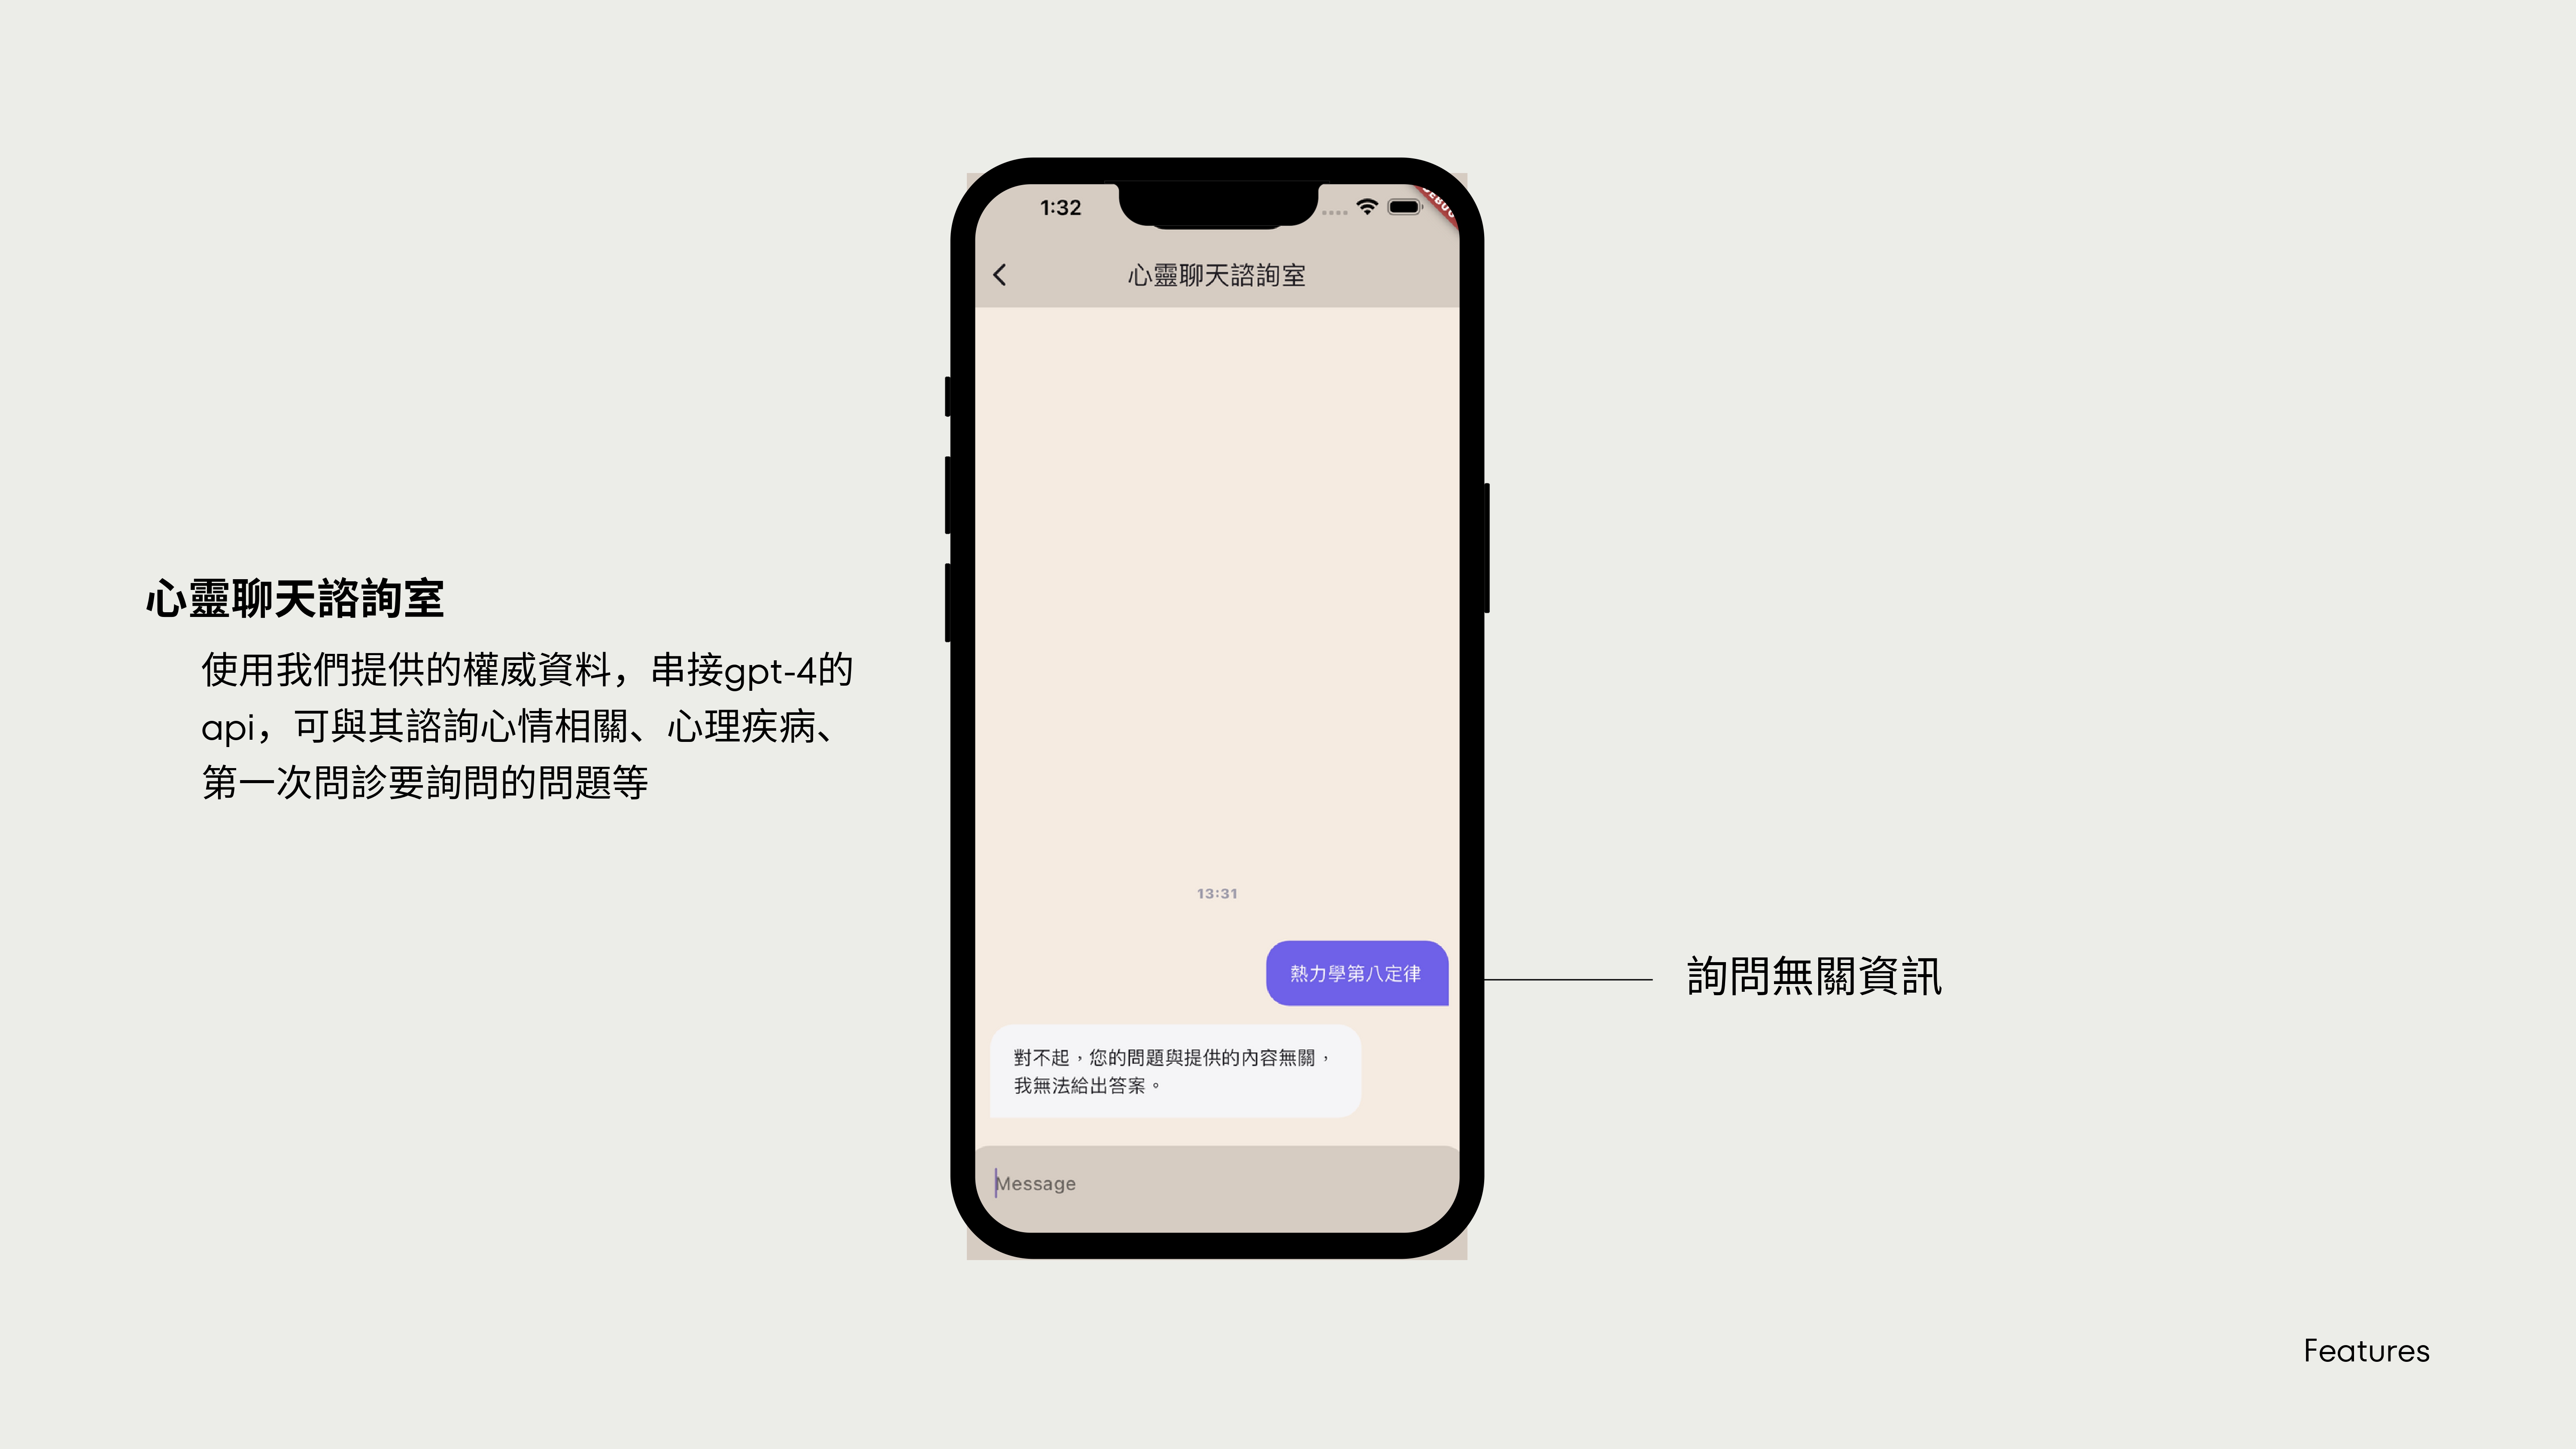 心靈聊天諮詢室
使用我們提供的權威資料，串接gpt-4的
api，可與其諮詢心情相關、心理疾病、
第一次問診要詢問的問題等
1:32
DEBUG
心靈聊天諮詢室
13:31
熱力學第八定律
對不起，您的問題與提供的內容無關，
我無法給出答案。
Message
詢問無關資訊
Features